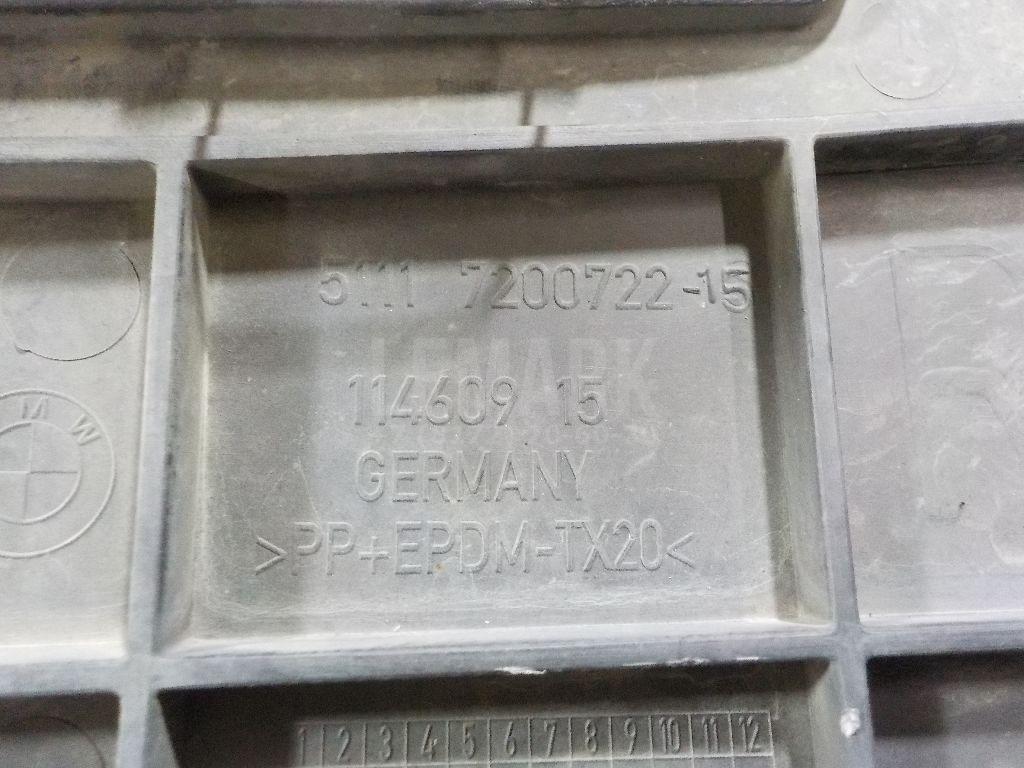 5111 7200722-15
LEMARK
114609 15
GERMANY
>PP+EPDM-TX20<
BMW
1 2 3 4 5 6 7 8 9 10 11 12